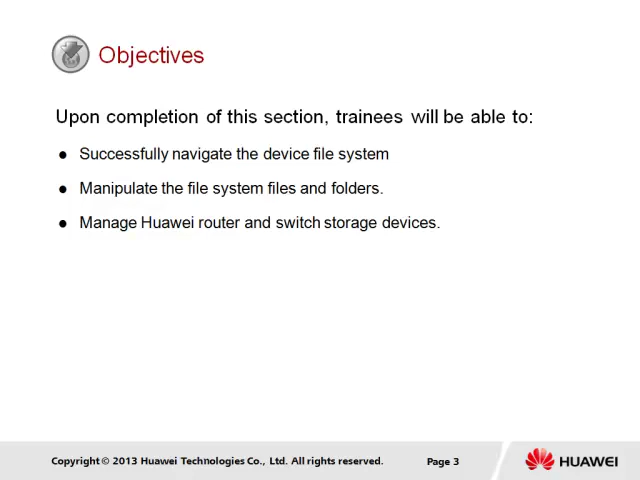 Objectives
Upon completion of this section, trainees will be able to:
● Successfully navigate the device file system
● Manipulate the file system files and folders.
● Manage Huawei router and switch storage devices.
Copyright © 2013 Huawei Technologies Co., Ltd. All rights reserved.
Page 3
HUAWEI